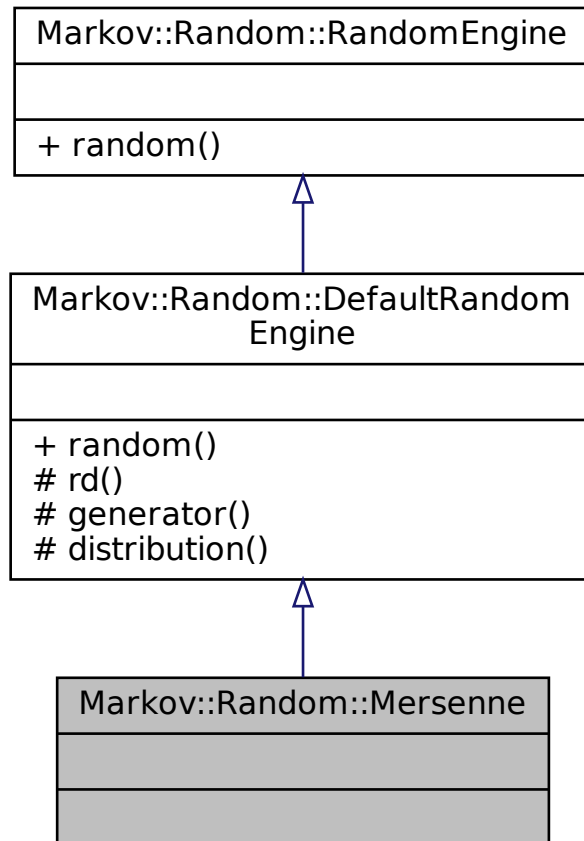 Markov::Random::RandomEngine
+ random()
Markov::Random::DefaultRandom
Engine
+ random()
# rd()
# generator()
# distribution()
Markov::Random::Mersenne